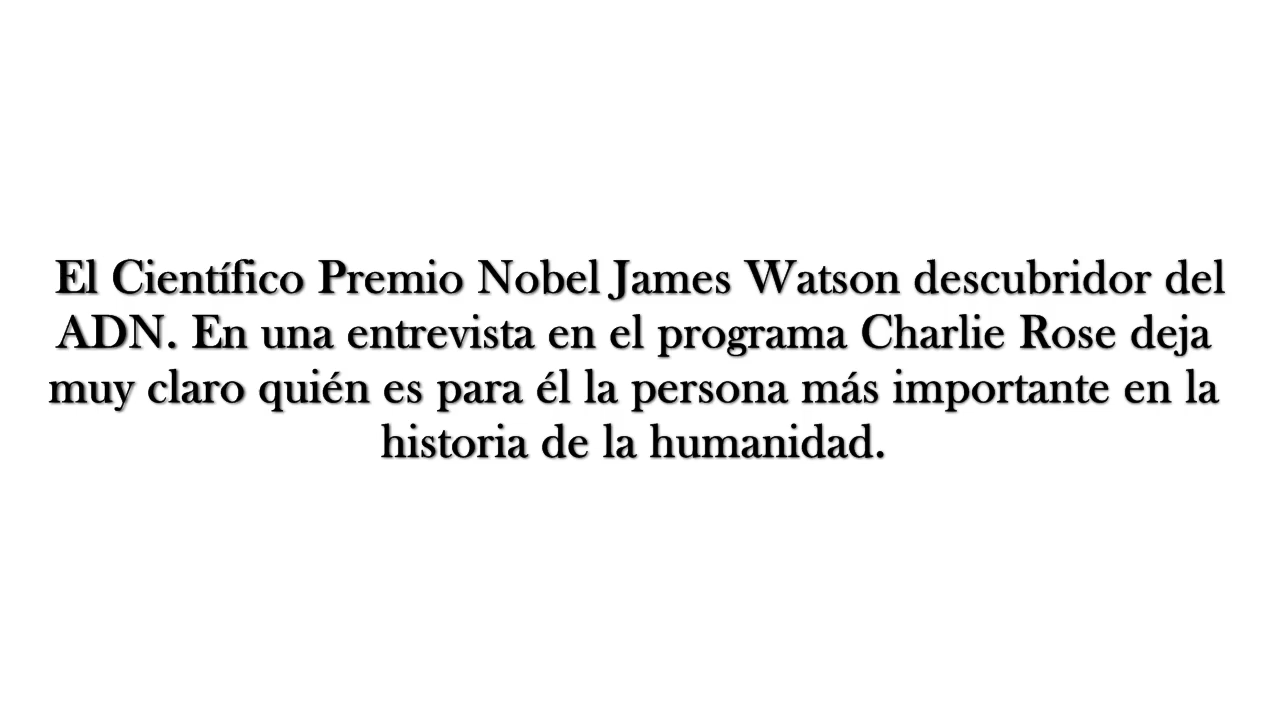 El Científico Premio Nobel James Watson descubridor del
ADN. En una entrevista en el programa Charlie Rose deja
muy claro quién es para él la persona más importante en la
historia de la humanidad.